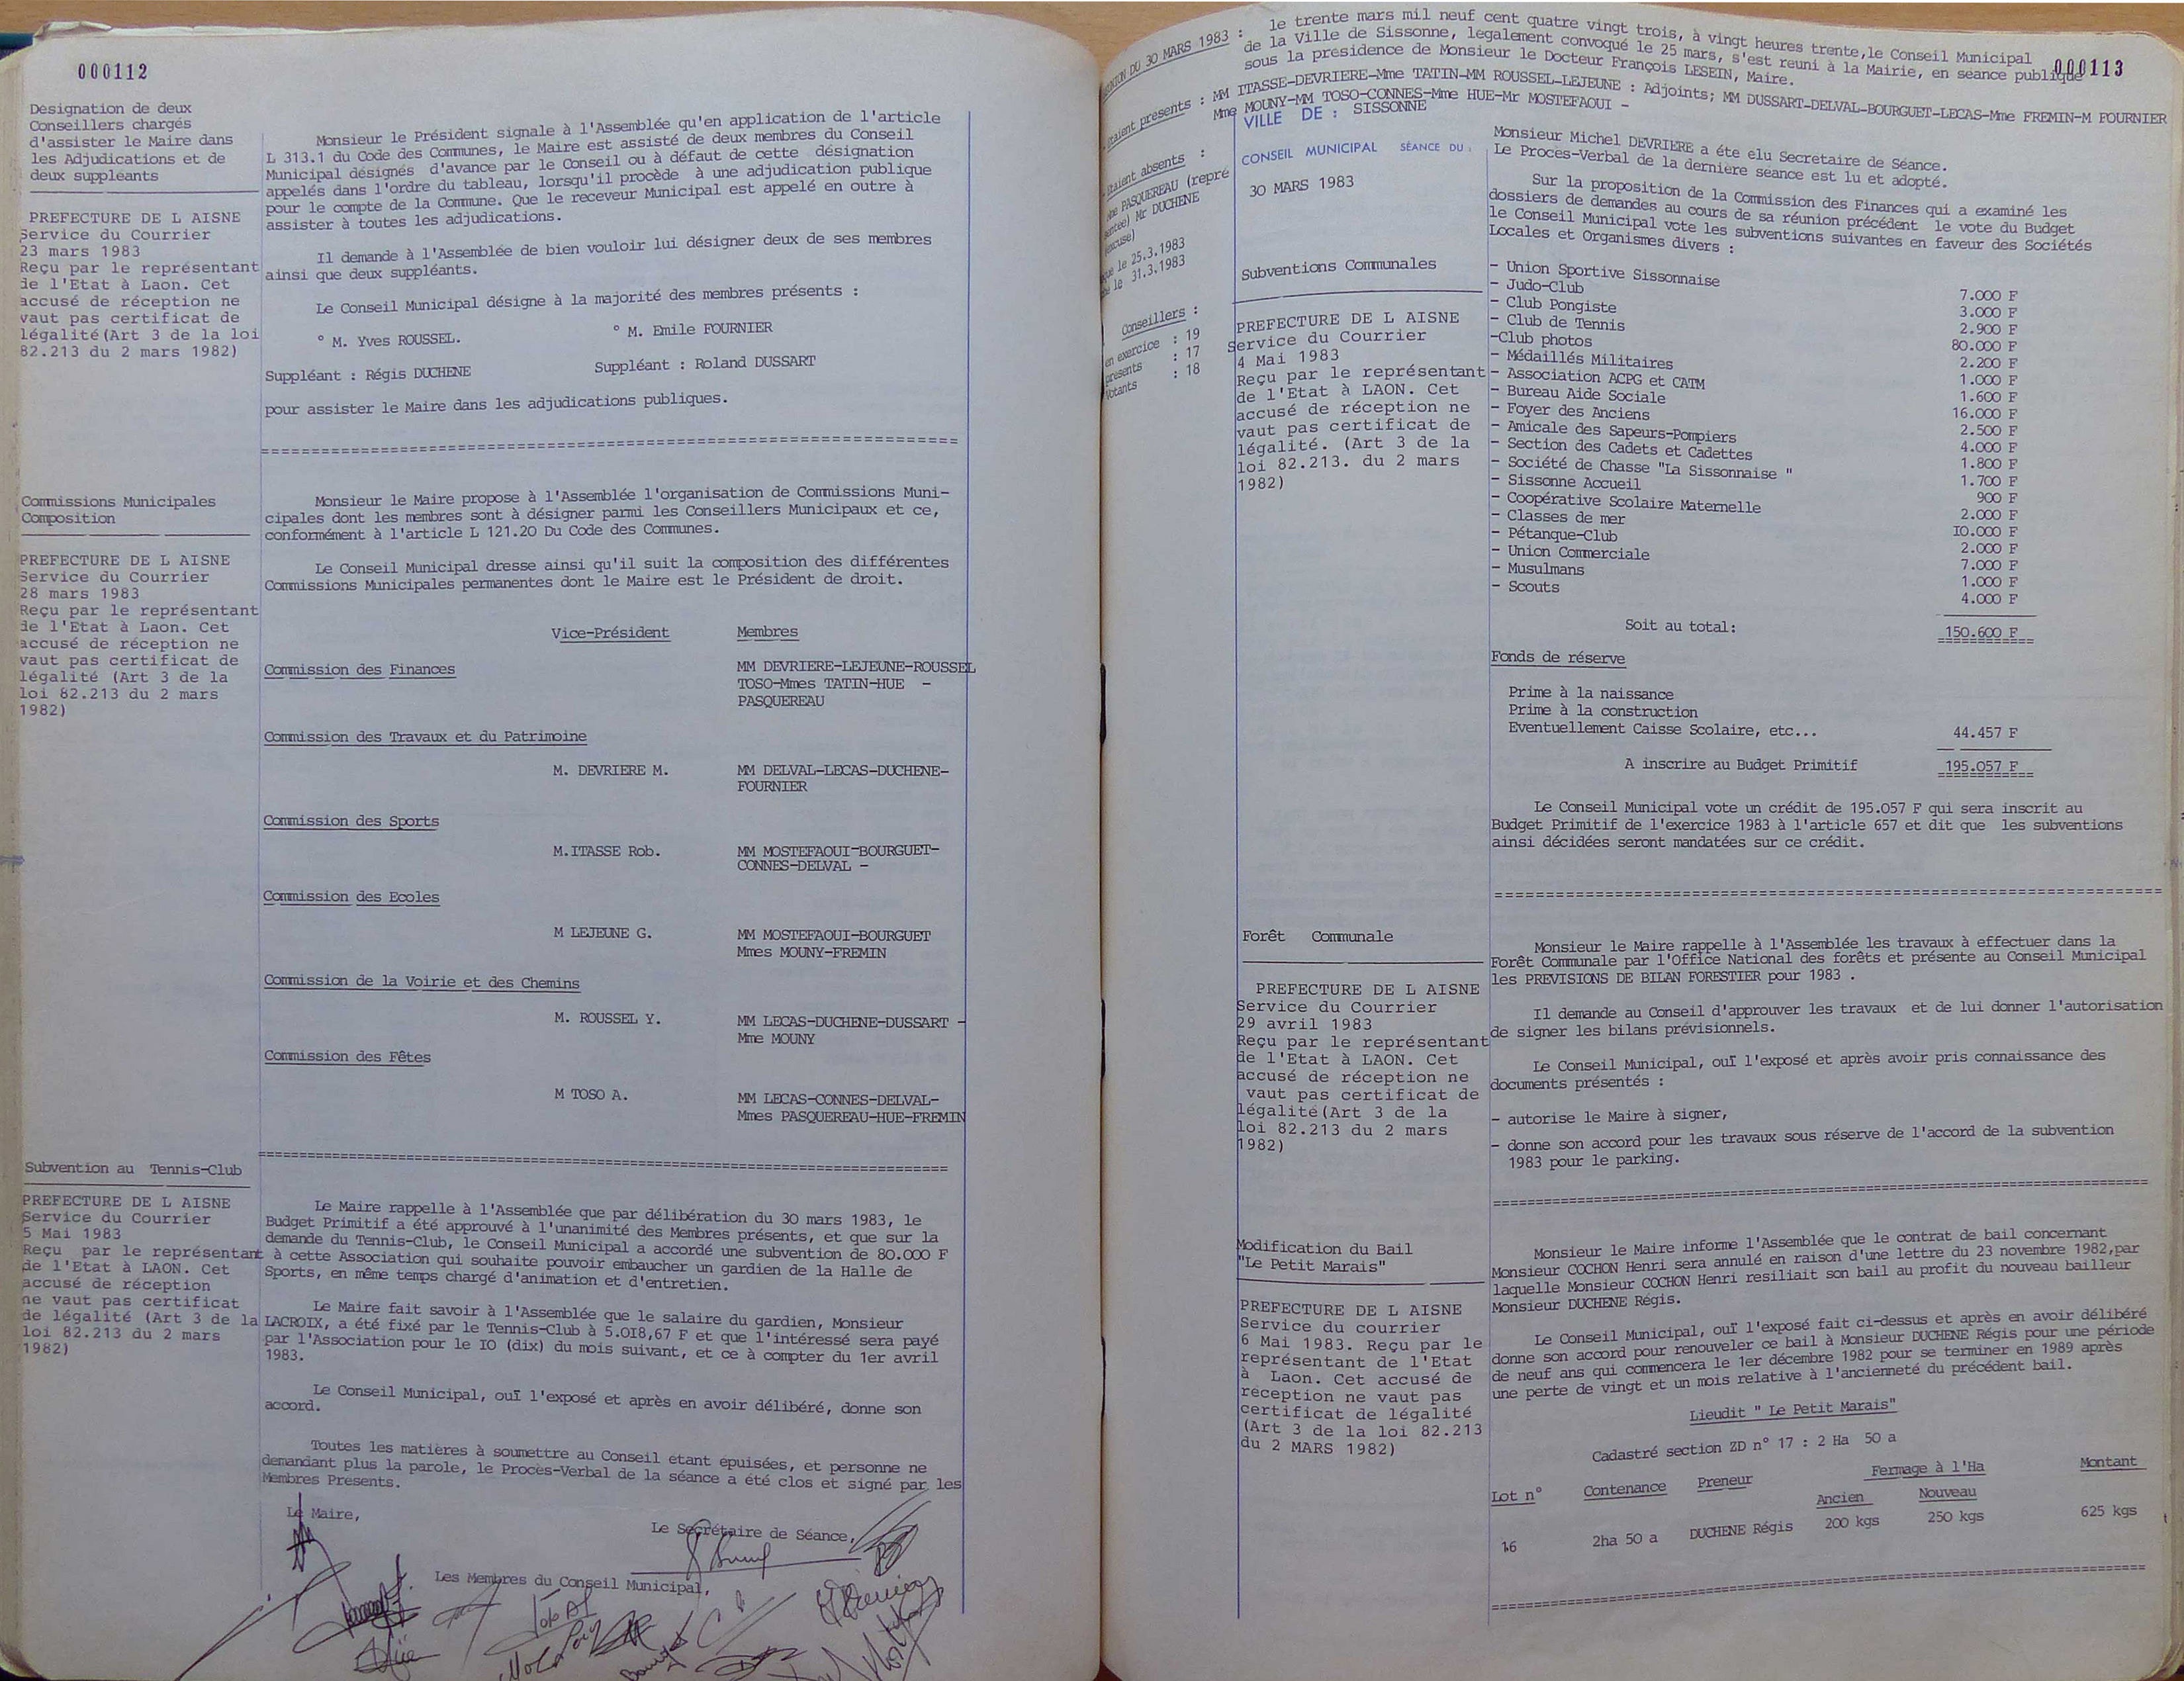 000112
Designation de deux
Conseillers chargés
d'assister le Maire dans
les Adjudications et de
deux suppléants
PREFECTURE DE L AISNE
Service du Courrier
23 mars 1983
Reçu par le représentant
de l'Etat à Laon. Cet
accusé de réception ne
vaut pas certificat de
légalité(Art 3 de la loi
82.213 du 2 mars 1982)
Monsieur le Président signale à l'Assemblée qu'en application de l'article
L 313.1 du Code des Communes, le Maire est assisté de deux membres du Conseil
Municipal désignés d'avance par le Conseil ou à défaut de cette désignation
appelés dans l'ordre du tableau, lorsqu'il procède à une adjudication publique
pour le compte de la Commune. Que le receveur Municipal est appelé en outre à
assister à toutes les adjudications.
Il demande à l'Assemblée de bien vouloir lui désigner deux de ses membres
ainsi que deux suppléants.
Le Conseil Municipal désigne à la majorité des membres présents :
° M. Yves ROUSSEL. ° M. Emile FOURNIER
Suppléant : Régis DUCHENE Suppléant : Roland DUSSART
pour assister le Maire dans les adjudications publiques.
Commissions Municipales
Composition
PREFECTURE DE L AISNE
Service du Courrier
28 mars 1983
Reçu par le représentant
de l'Etat à Laon. Cet
accusé de réception ne
vaut pas certificat de
légalité (Art 3 de la
loi 82.213 du 2 mars
1982)
Monsieur le Maire propose à l'Assemblée l'organisation de Commissions Muni-
cipales dont les membres sont à désigner parmi les Conseillers Municipaux et ce,
conformément à l'article L 121.20 Du Code des Communes.
Le Conseil Municipal dresse ainsi qu'il suit la composition des différentes
Commissions Municipales permanentes dont le Maire est le Président de droit.
Vice-Président Membres
Commission des Finances MM DEVRIERE-LEJEUNE-ROUSSEL
TOSO-Mmes TATIN-HUE -
PASQUEREAU
Commission des Travaux et du Patrimoine
M. DEVRIERE M. MM DELVAL-LECAS-DUCHENE-
FOURNIER
Commission des Sports
M.ITASSE Rob. MM MOSTEFAOUI-BOURGUET-
CONNES-DELVAL -
Commission des Ecoles
M LEJEUNE G. MM MOSTEFAOUI-BOURGUET
Mmes MOUNY-FREMIN
Commission de la Voirie et des Chemins
M. ROUSSEL Y. MM LECAS-DUCHENE-DUSSART -
Mme MOUNY
Commission des Fêtes
M TOSO A. MM LECAS-CONNES-DELVAL-
Mmes PASQUEREAU-HUE-FREMIN
Subvention au Tennis-Club
PREFECTURE DE L AISNE
Service du Courrier
5 Mai 1983
Reçu par le représentant
de l'Etat à LAON. Cet
accusé de réception
ne vaut pas certificat
de légalité (Art 3 de la
loi 82.213 du 2 mars
1982)
Le Maire rappelle à l'Assemblée que par délibération du 30 mars 1983, le
Budget Primitif a été approuvé à l'unanimité des Membres présents, et que sur la
demande du Tennis-Club, le Conseil Municipal a accordé une subvention de 80.000 F
à cette Association qui souhaite pouvoir embaucher un gardien de la Halle de
Sports, en même temps chargé d'animation et d'entretien.
Le Maire fait savoir à l'Assemblée que le salaire du gardien, Monsieur
LACROIX, a été fixé par le Tennis-Club à 5.018,67 F et que l'intéressé sera payé
par l'Association pour le IO (dix) du mois suivant, et ce à compter du 1er avril
1983.
Le Conseil Municipal, ouï l'exposé et après en avoir délibéré, donne son
accord.
Toutes les matières à soumettre au Conseil étant épuisées, et personne ne
demandant plus la parole, le Procès-Verbal de la séance a été clos et signé par les
Membres Présents.
Le Maire,
Le Secrétaire de Séance,
Les Membres du Conseil Municipal,
000113
REUNION DU 30 MARS 1983 : le trente mars mil neuf cent quatre vingt trois, à vingt heures trente,le Conseil Municipal
de la Ville de Sissonne, légalement convoqué le 25 mars, s'est reuni à la Mairie, en séance publique
sous la présidence de Monsieur le Docteur François LESEIN, Maire.
Etaient présents : MM ITASSE-DEVRIERE-Mme TATIN-MM ROUSSEL-LEJEUNE : Adjoints; MM DUSSART-DELVAL-BOURGUET-LECAS-Mme FREMIN-M FOURNIER
Mme MOUNY-MM TOSO-CONNES-Mme HUE-Mr MOSTEFAOUI -
Etaient absents :
Mme PASQUEREAU (repré
sentée) Mr DUCHENE
(excusé)
le 25.3.1983
le 31.3.1983
Conseillers :
en exercice : 19
présents : 17
Votants : 18
VILLE DE : SISSONNE
CONSEIL MUNICIPAL SÉANCE DU :
30 MARS 1983
Monsieur Michel DEVRIERE a été elu Secretaire de Séance.
Le Procès-Verbal de la dernière séance est lu et adopté.
Subventions Communales
PREFECTURE DE L AISNE
Service du Courrier
4 Mai 1983
Reçu par le représentant
de l'Etat à LAON. Cet
accusé de réception ne
vaut pas certificat de
légalité. (Art 3 de la
loi 82.213. du 2 mars
1982)
Sur la proposition de la Commission des Finances qui a examiné les
dossiers de demandes au cours de sa réunion précédent le vote du Budget
le Conseil Municipal vote les subventions suivantes en faveur des Sociétés
Locales et Organismes divers :
- Union Sportive Sissonnaise 7.000 F
- Judo-Club 3.000 F
- Club Pongiste 2.900 F
- Club de Tennis 80.000 F
-Club photos 2.200 F
- Médaillés Militaires 1.000 F
- Association ACPG et CATM 1.600 F
- Bureau Aide Sociale 16.000 F
- Foyer des Anciens 2.500 F
- Amicale des Sapeurs-Pompiers 4.000 F
- Section des Cadets et Cadettes 1.800 F
- Société de Chasse "La Sissonnaise " 1.700 F
- Sissonne Accueil 900 F
- Coopérative Scolaire Maternelle 2.000 F
- Classes de mer IO.000 F
- Pétanque-Club 2.000 F
- Union Commerciale 7.000 F
- Musulmans 1.000 F
- Scouts 4.000 F
Soit au total: 150.600 F
Fonds de réserve
Prime à la naissance
Prime à la construction
Eventuellement Caisse Scolaire, etc... 44.457 F
A inscrire au Budget Primitif 195.057 F
Le Conseil Municipal vote un crédit de 195.057 F qui sera inscrit au
Budget Primitif de l'exercice 1983 à l'article 657 et dit que les subventions
ainsi décidées seront mandatées sur ce crédit.
Forêt Communale
PREFECTURE DE L AISNE
Service du Courrier
29 avril 1983
Reçu par le représentant
de l'Etat à LAON. Cet
accusé de réception ne
vaut pas certificat de
légalité(Art 3 de la
loi 82.213 du 2 mars
1982)
Monsieur le Maire rappelle à l'Assemblée les travaux à effectuer dans la
Forêt Communale par l'Office National des forêts et présente au Conseil Municipal
les PREVISIONS DE BILAN FORESTIER pour 1983 .
Il demande au Conseil d'approuver les travaux et de lui donner l'autorisation
de signer les bilans prévisionnels.
Le Conseil Municipal, ouï l'exposé et après avoir pris connaissance des
documents présentés :
- autorise le Maire à signer,
- donne son accord pour les travaux sous réserve de l'accord de la subvention
1983 pour le parking.
Modification du Bail
"Le Petit Marais"
PREFECTURE DE L AISNE
Service du courrier
6 Mai 1983. Reçu par le
représentant de l'Etat
à Laon. Cet accusé de
réception ne vaut pas
certificat de légalité
(Art 3 de la loi 82.213
du 2 MARS 1982)
Monsieur le Maire informe l'Assemblée que le contrat de bail concernant
Monsieur COCHON Henri sera annulé en raison d'une lettre du 23 novembre 1982,par
laquelle Monsieur COCHON Henri resiliait son bail au profit du nouveau bailleur
Monsieur DUCHENE Régis.
Le Conseil Municipal, ouï l'exposé fait ci-dessus et après en avoir délibéré
donne son accord pour renouveler ce bail à Monsieur DUCHENE Régis pour une période
de neuf ans qui commencera le 1er décembre 1982 pour se terminer en 1989 après
une perte de vingt et un mois relative à l'ancienneté du précédent bail.
Lieudit " Le Petit Marais"
Cadastré section ZD n° 17 : 2 Ha 50 a
Lot n° Contenance Preneur Fermage à l'Ha Montant
Ancien Nouveau
16 2ha 50 a DUCHENE Régis 200 kgs 250 kgs 625 kgs